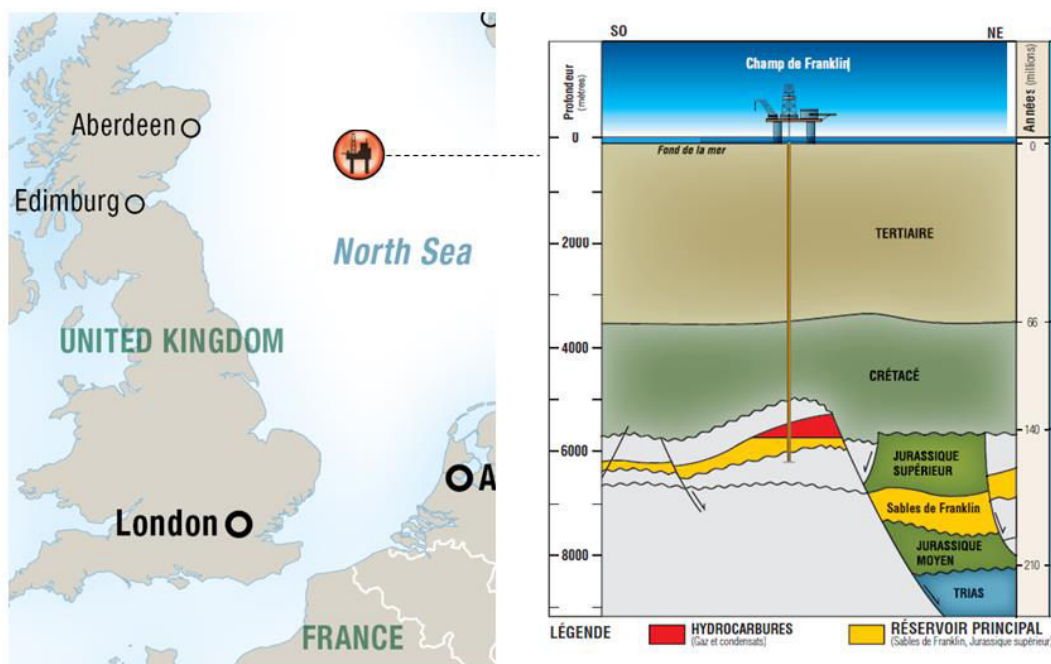 Aberdeen
Edimburg
North Sea
UNITED KINGDOM
A
London
FRANCE
SO
NE
Profondeur
(mètres)
Champ de Franklin
Années (millions)
0
Fond de la mer
0
TERTIAIRE
2000
66
4000
CRÉTACÉ
140
6000
JURASSIQUE
SUPÉRIEUR
Sables de Franklin
JURASSIQUE
MOYEN
8000
210
TRIAS
LÉGENDE
HYDROCARBURES
(Gaz et condensats)
RÉSERVOIR PRINCIPAL
(Sables de Franklin, Jurassique supérieur)